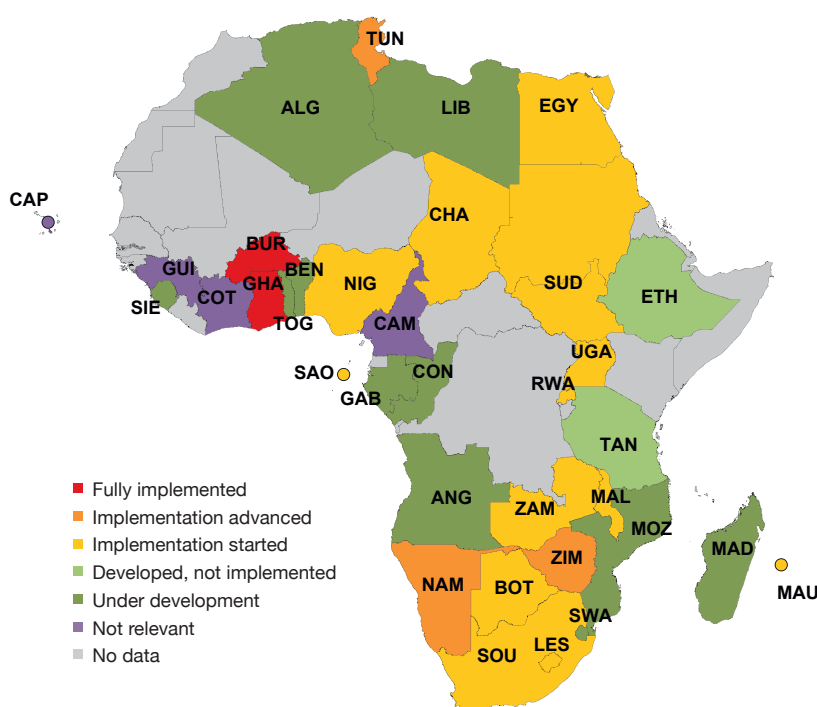 TUN
ALG
LIB
EGY
CAP
CHA
BUR
GUI
BEN
GHA
NIG
SUD
COT
ETH
SIE
TOG
CAM
UGA
SAO
CON
RWA
GAB
TAN
Fully implemented
Implementation advanced
Implementation started
Developed, not implemented
Under development
Not relevant
No data
ANG
MAL
ZAM
MOZ
MAD
ZIM
NAM
BOT
MAU
SWA
LES
SOU